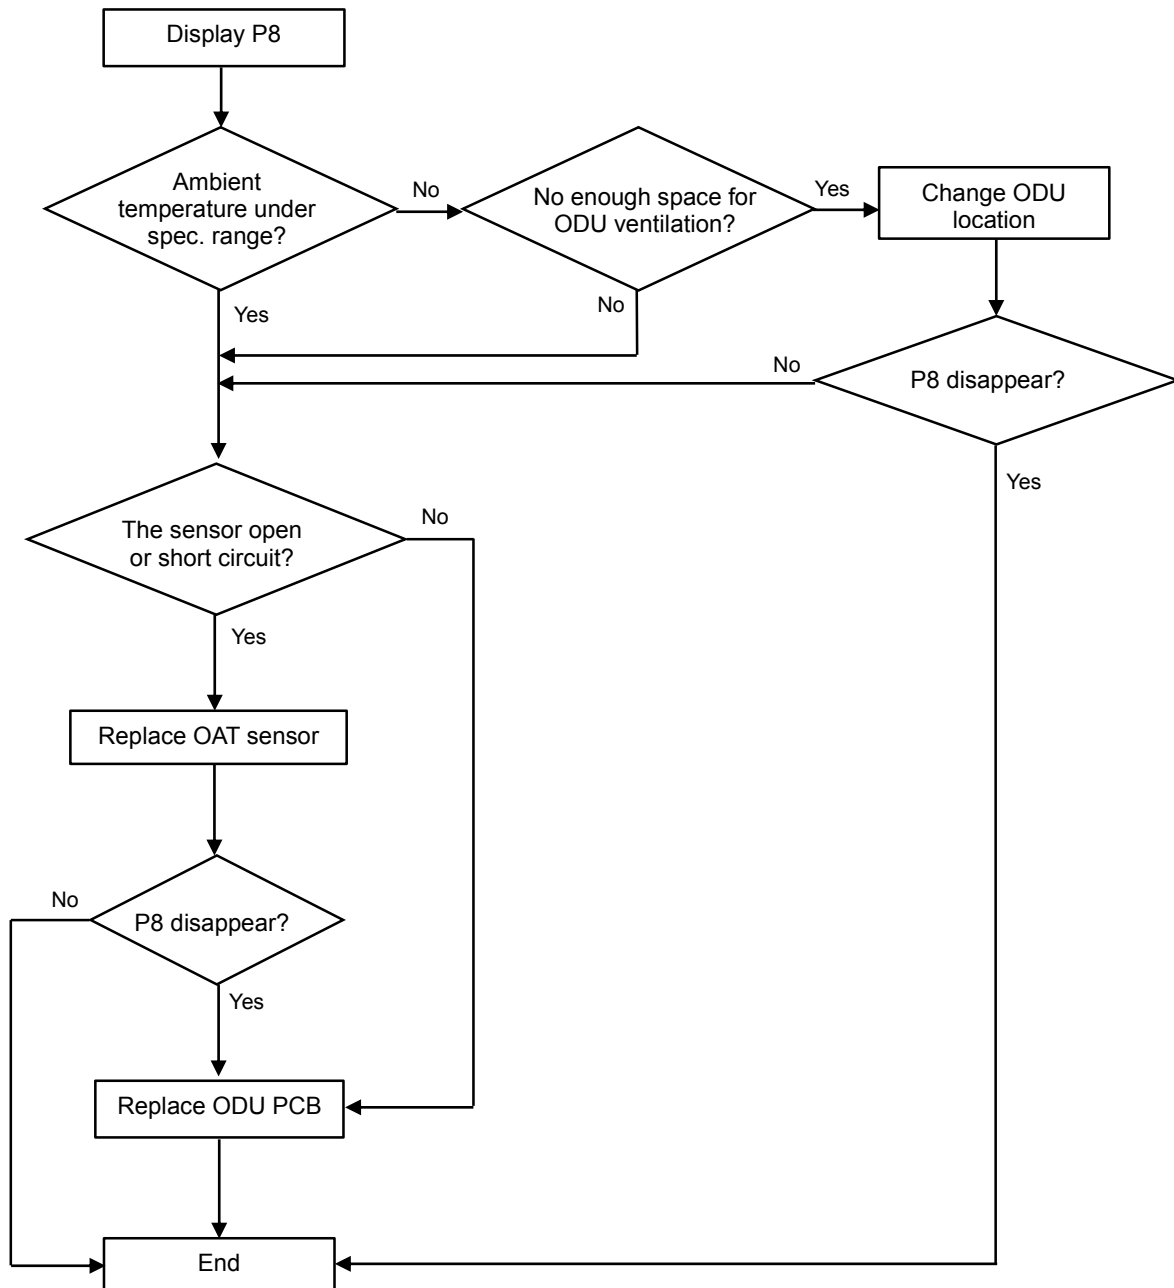 Display P8
Ambient
temperature under
spec. range?
No
No enough space for
ODU ventilation?
Yes
Change ODU
location
Yes
No
No
P8 disappear?
Yes
The sensor open
or short circuit?
No
Yes
Replace OAT sensor
No
P8 disappear?
Yes
Replace ODU PCB
End